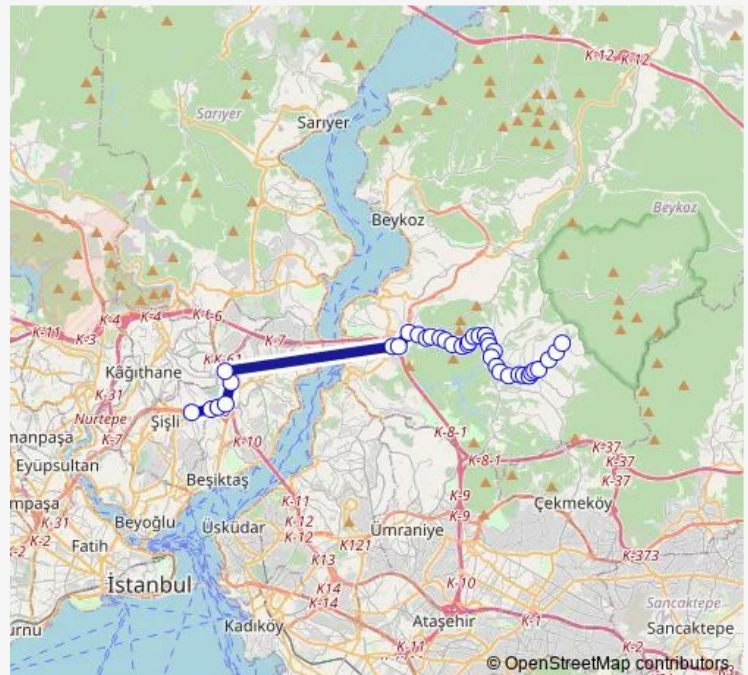 K-12
K-12
Sarıyer
Sarıyer
Beykoz
Beykoz
K-4
K-4
K-6
K-11
K-3
K-7
Kâğıthane
K-31
Nurtepe
K-7
Şişli
manpaşa
K-10
K-8-1
K-8-1
K-37
K-37
K-37
Eyüpsultan
Beşiktaş
K-9
K-9
Çekmeköy
mpaşa
K-31
K-11
Beyoğlu
Üsküdar
K-12
K-12
K121
Ümraniye
K-2
K-2
Fatih
K13
K-373
İstanbul
K14
K-14
K-10
Sancaktepe
urnu
Kadıköy
Ataşehir
K-1
Sancaktepe
K-11
K-2
© OpenStreetMap contributors